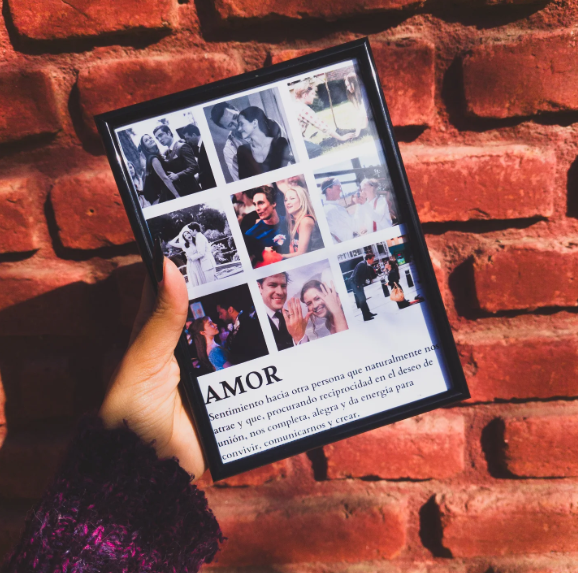 AMOR
Sentimiento hacia otra persona que naturalmente nos
atrae y que, procurando reciprocidad en el deseo de
unión, nos completa, alegra y da energía para
convivir, comunicarnos y crear.